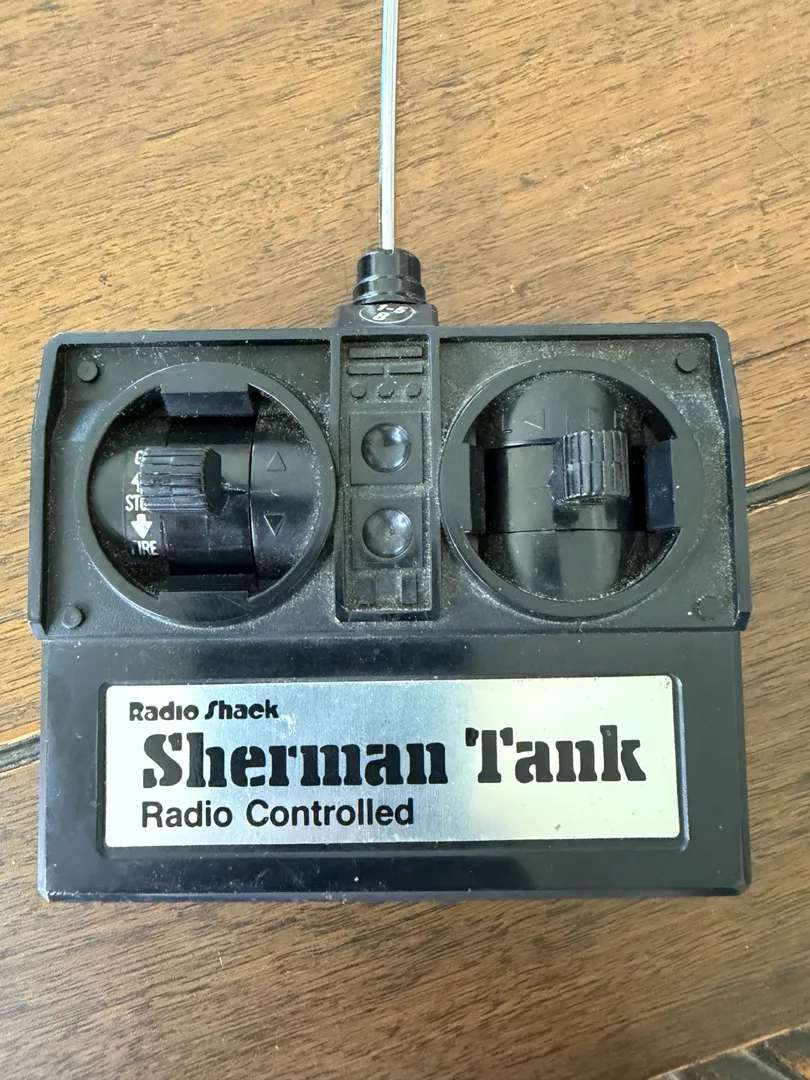 Radio Shack
Sherman Tank
Radio Controlled